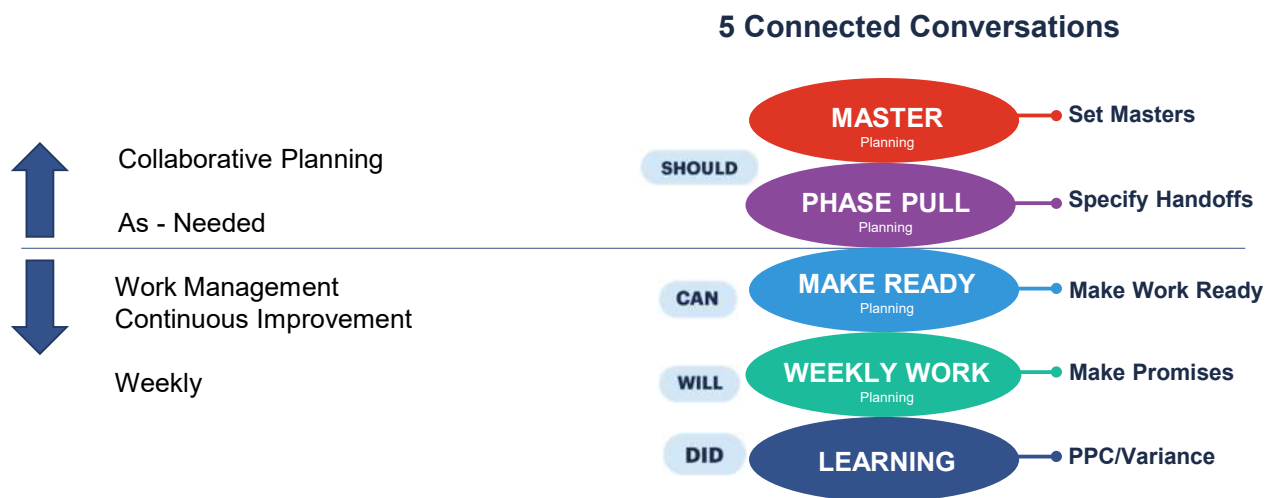 5 Connected Conversations
Collaborative Planning
As - Needed
Work Management
Continuous Improvement
Weekly
SHOULD
CAN
WILL
DID
MASTER
Planning
Set Masters
PHASE PULL
Planning
Specify Handoffs
MAKE READY
Planning
Make Work Ready
WEEKLY WORK
Planning
Make Promises
LEARNING
PPC/Variance